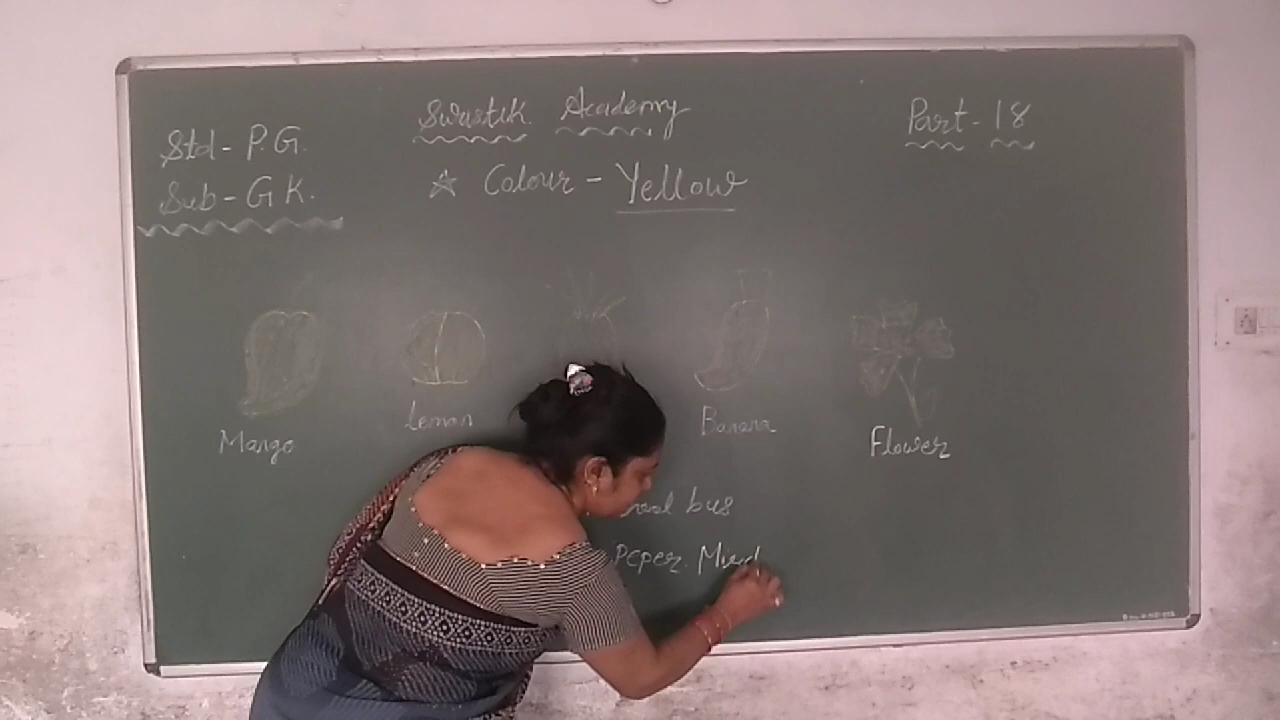 Swastik Academy
Part-18
Std-P.G.
Sub-G K.
Colour - Yellow
Mango
Lemon
Banana
Flower
bus
Peper